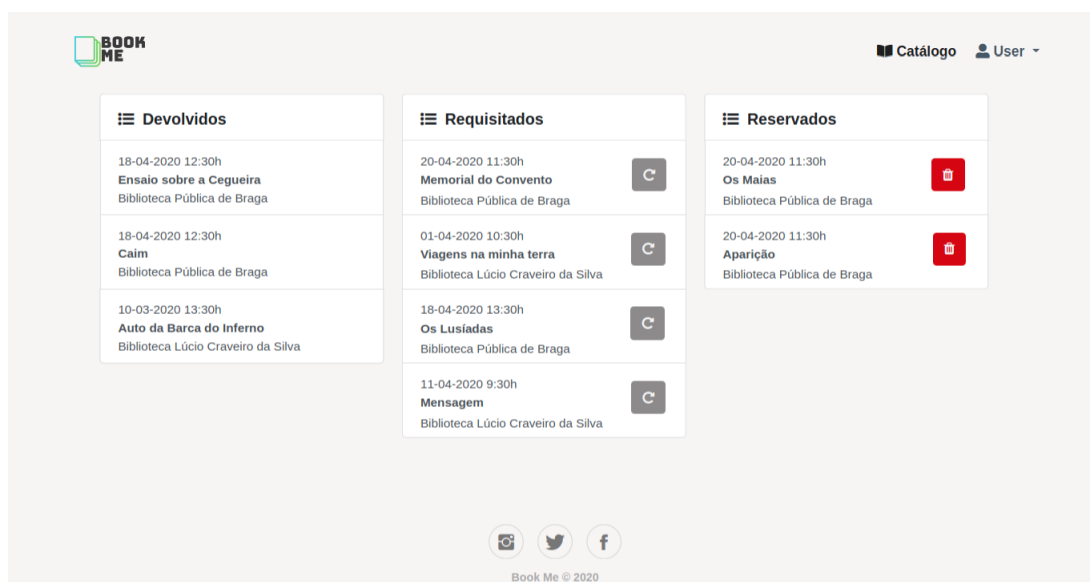 BOOK
ME
Catálogo
User
Devolvidos
18-04-2020 12:30h
Ensaio sobre a Cegueira
Biblioteca Pública de Braga
18-04-2020 12:30h
Caim
Biblioteca Pública de Braga
10-03-2020 13:30h
Auto da Barca do Inferno
Biblioteca Lúcio Craveiro da Silva
Requisitados
20-04-2020 11:30h
Memorial do Convento
Biblioteca Pública de Braga
01-04-2020 10:30h
Viagens na minha terra
Biblioteca Lúcio Craveiro da Silva
18-04-2020 13:30h
Os Lusíadas
Biblioteca Pública de Braga
11-04-2020 9:30h
Mensagem
Biblioteca Lúcio Craveiro da Silva
Reservados
20-04-2020 11:30h
Os Maias
Biblioteca Pública de Braga
20-04-2020 11:30h
Aparição
Biblioteca Pública de Braga
Book Me © 2020